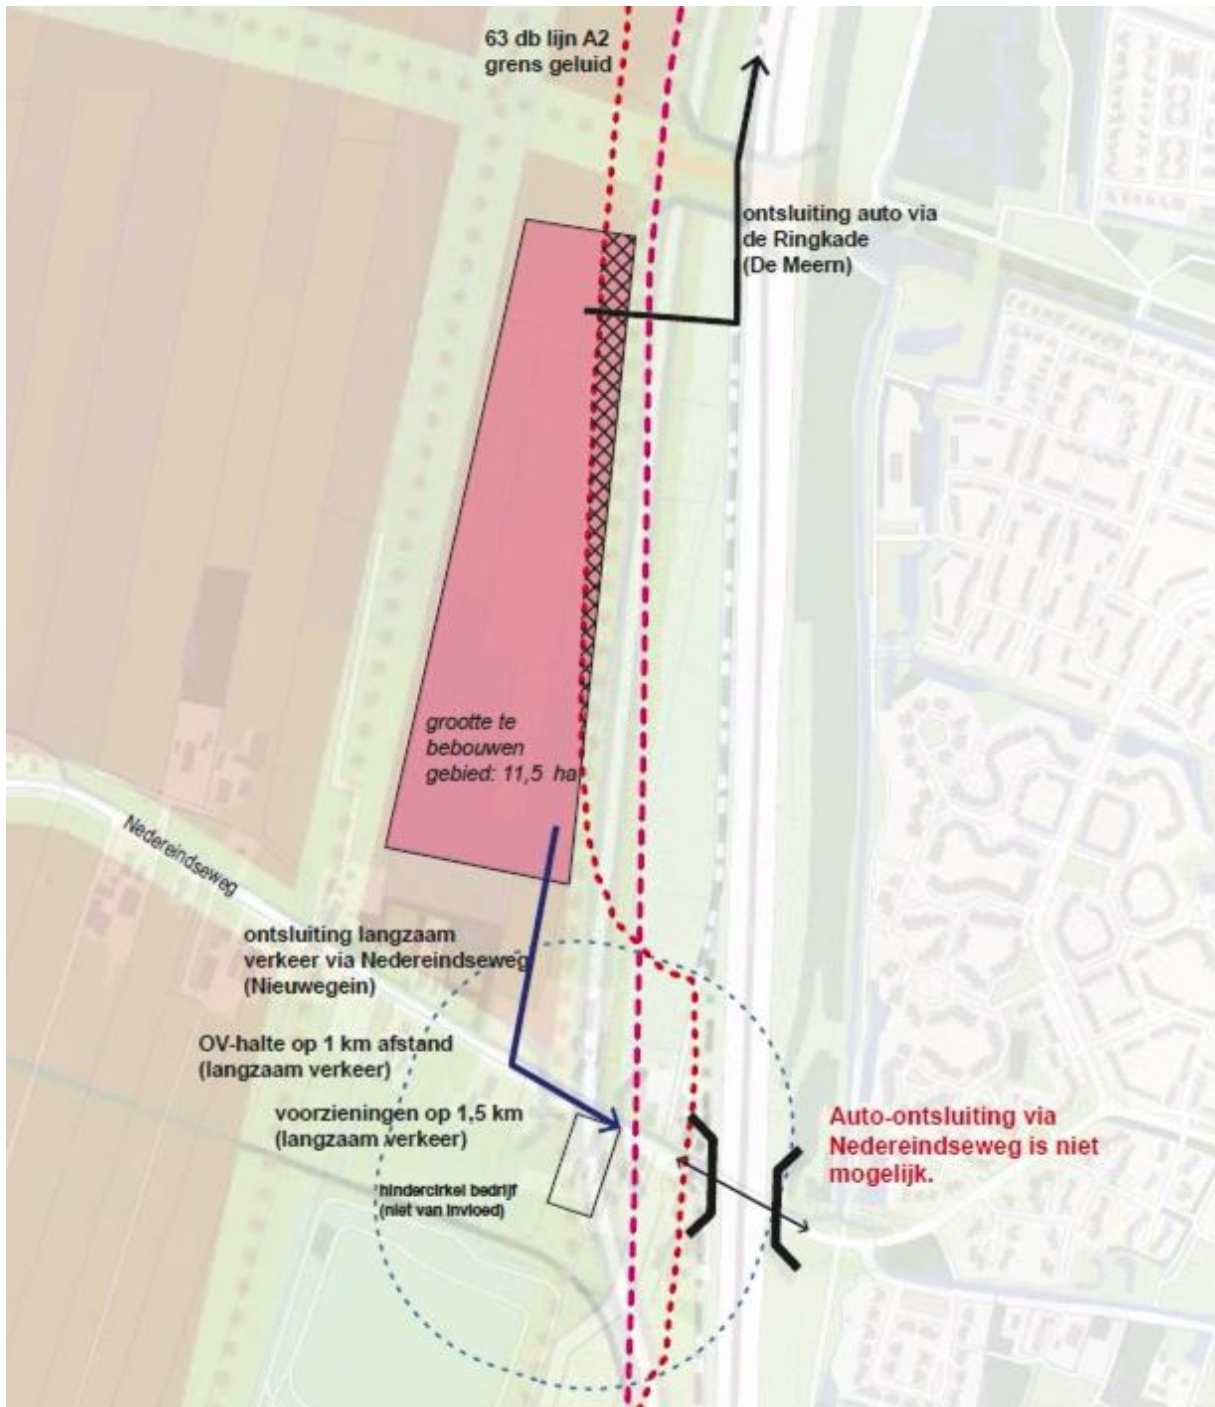 63 db lijn A2
grens geluid
ontsluiting auto via
de Ringkade
(De Meern)
grootte te
bebouwen
gebied: 11,5 ha
Nedereindseweg
ontsluiting langzaam
verkeer via Nedereindseweg
(Nieuwegein)
OV-halte op 1 km afstand
(langzaam verkeer)
voorzieningen op 1,5 km
(langzaam verkeer)
hindercirkel bedrijf
(niet van invloed)
Auto-ontsluiting via
Nedereindseweg is niet
mogelijk.